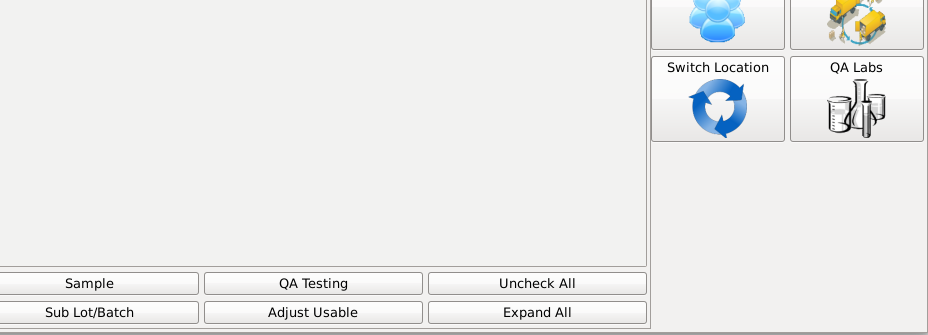 Switch Location
QA Labs
Sample
QA Testing
Uncheck All
Sub Lot/Batch
Adjust Usable
Expand All